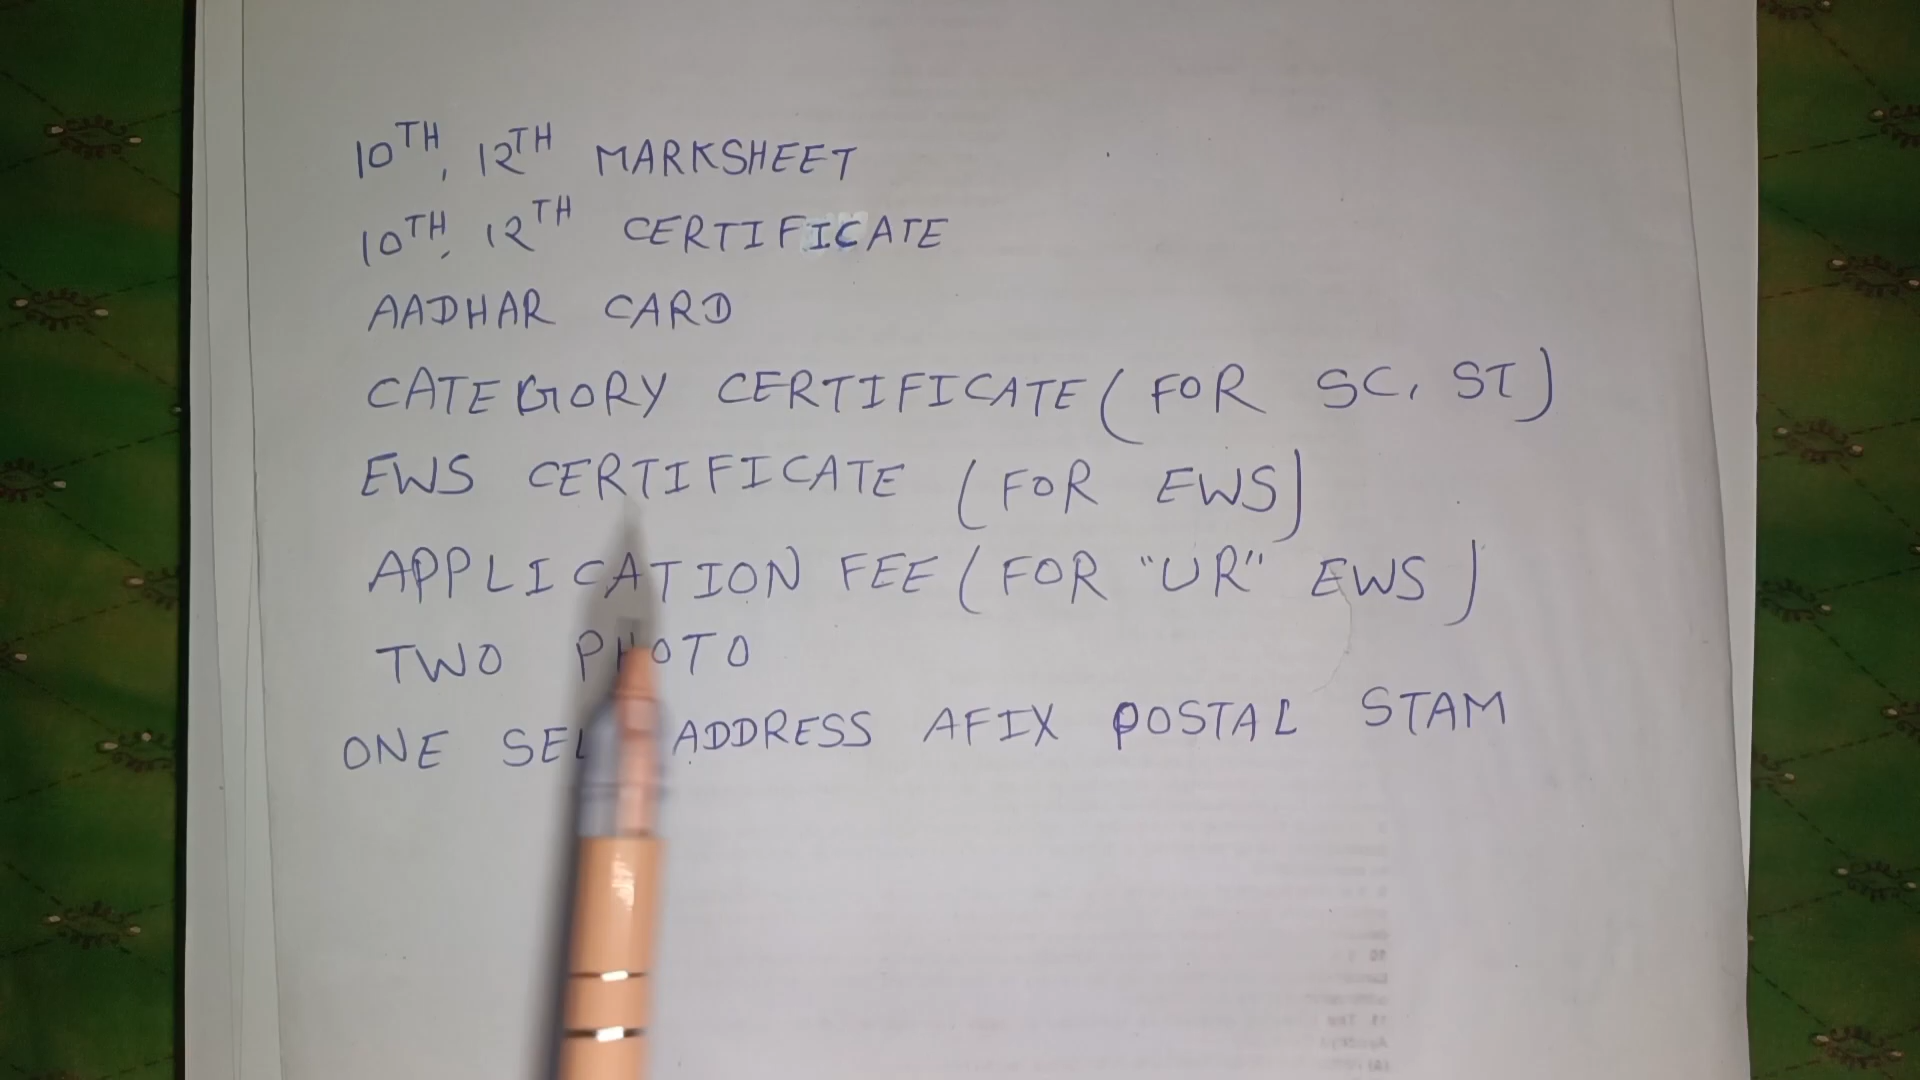 10TH, 12TH MARKSHEET
10TH, 12TH CERTIFICATE
AADHAR CARD
CATEGORY CERTIFICATE (FOR SC, ST)
EWS CERTIFICATE (FOR EWS)
APPLICATION FEE (FOR "UR" EWS)
TWO PHOTO
ONE ADDRESS AFIX POSTAL STAM